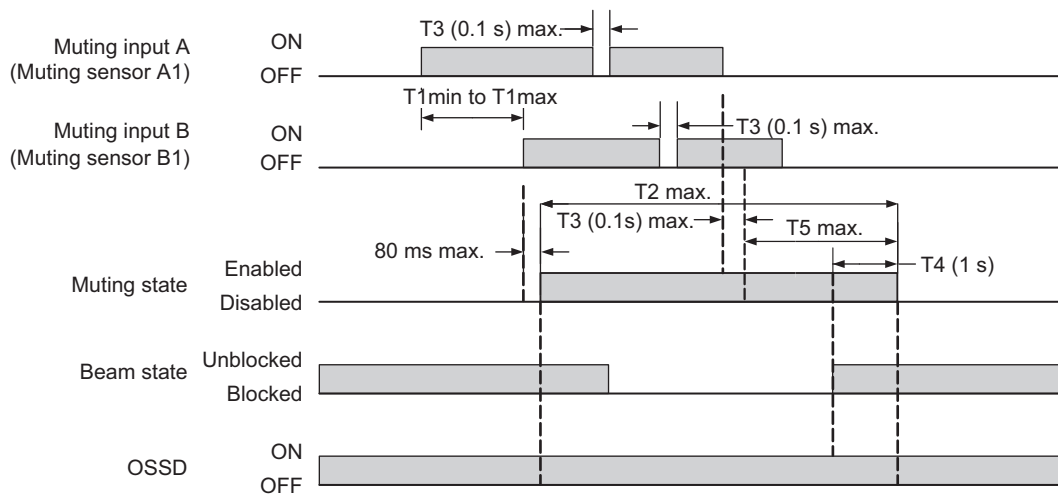 T3 (0.1 s) max.
Muting input A
(Muting sensor A1)
ON
OFF
T1min to T1max
Muting input B
(Muting sensor B1)
ON
OFF
T3 (0.1 s) max.
T2 max.
T3 (0.1s) max.
T5 max.
80 ms max.
T4 (1 s)
Muting state
Enabled
Disabled
Beam state
Unblocked
Blocked
OSSD
ON
OFF